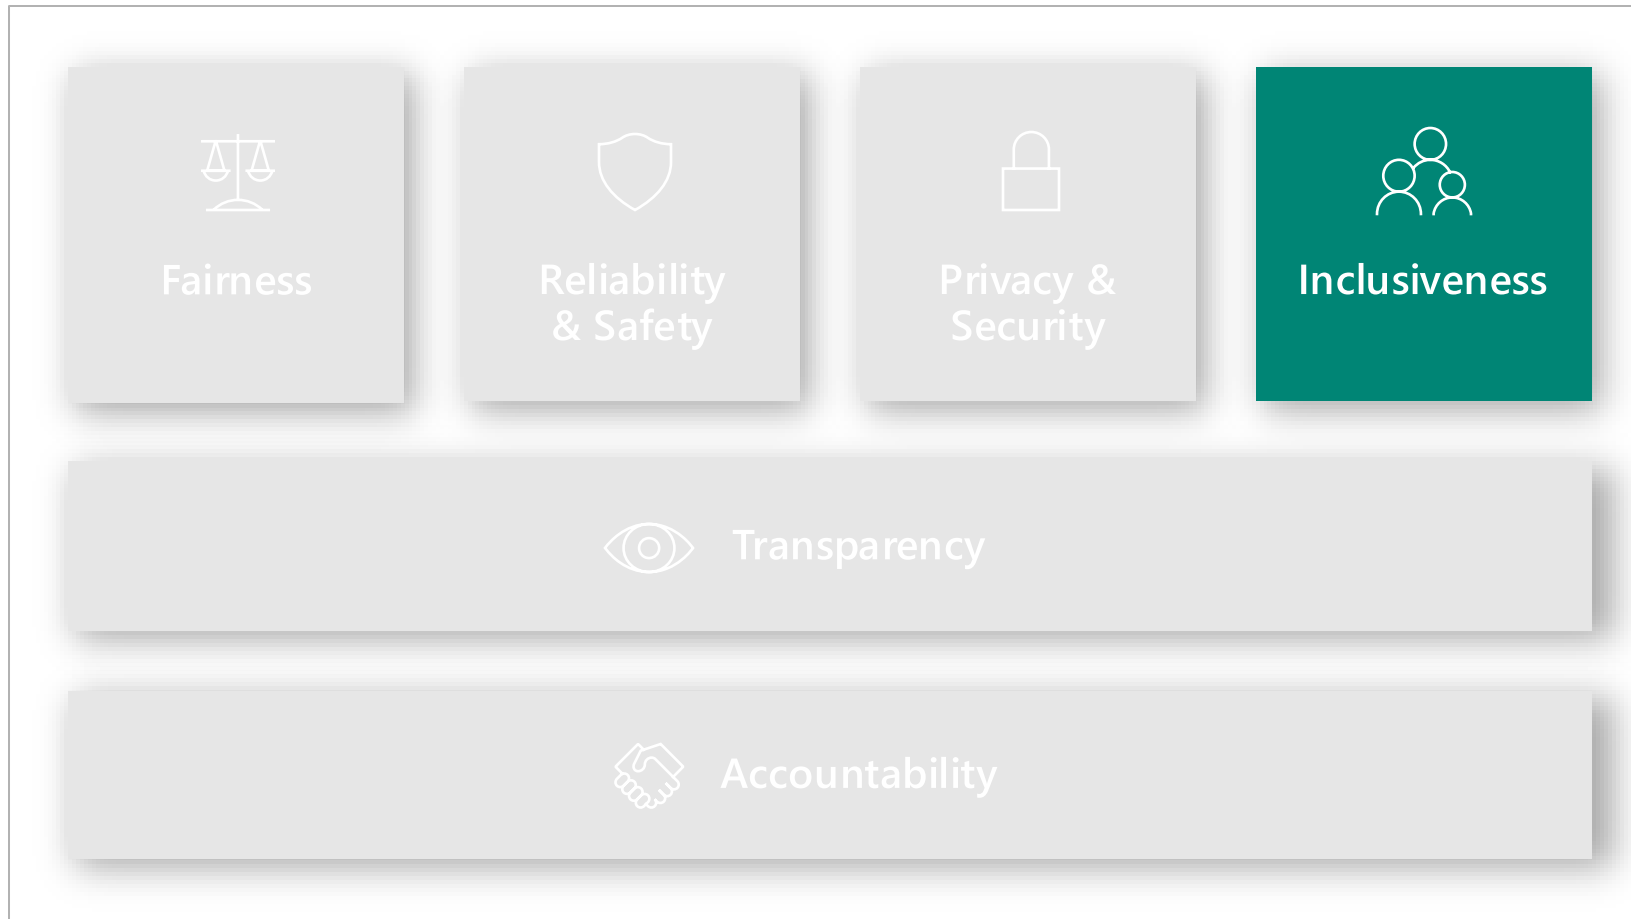 Fairness
Reliability
& Safety
Privacy &
Security
Inclusiveness
Transparency
Accountability